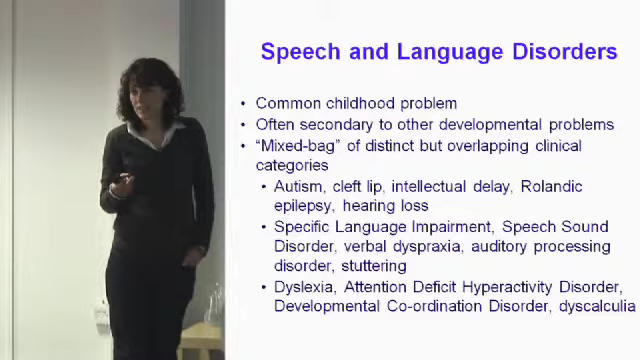 Speech and Language Disorders
• Common childhood problem
• Often secondary to other developmental problems
• “Mixed-bag” of distinct but overlapping clinical
categories
• Autism, cleft lip, intellectual delay, Rolandic
epilepsy, hearing loss
• Specific Language Impairment, Speech Sound
Disorder, verbal dyspraxia, auditory processing
disorder, stuttering
• Dyslexia, Attention Deficit Hyperactivity Disorder,
Developmental Co-ordination Disorder, dyscalculia